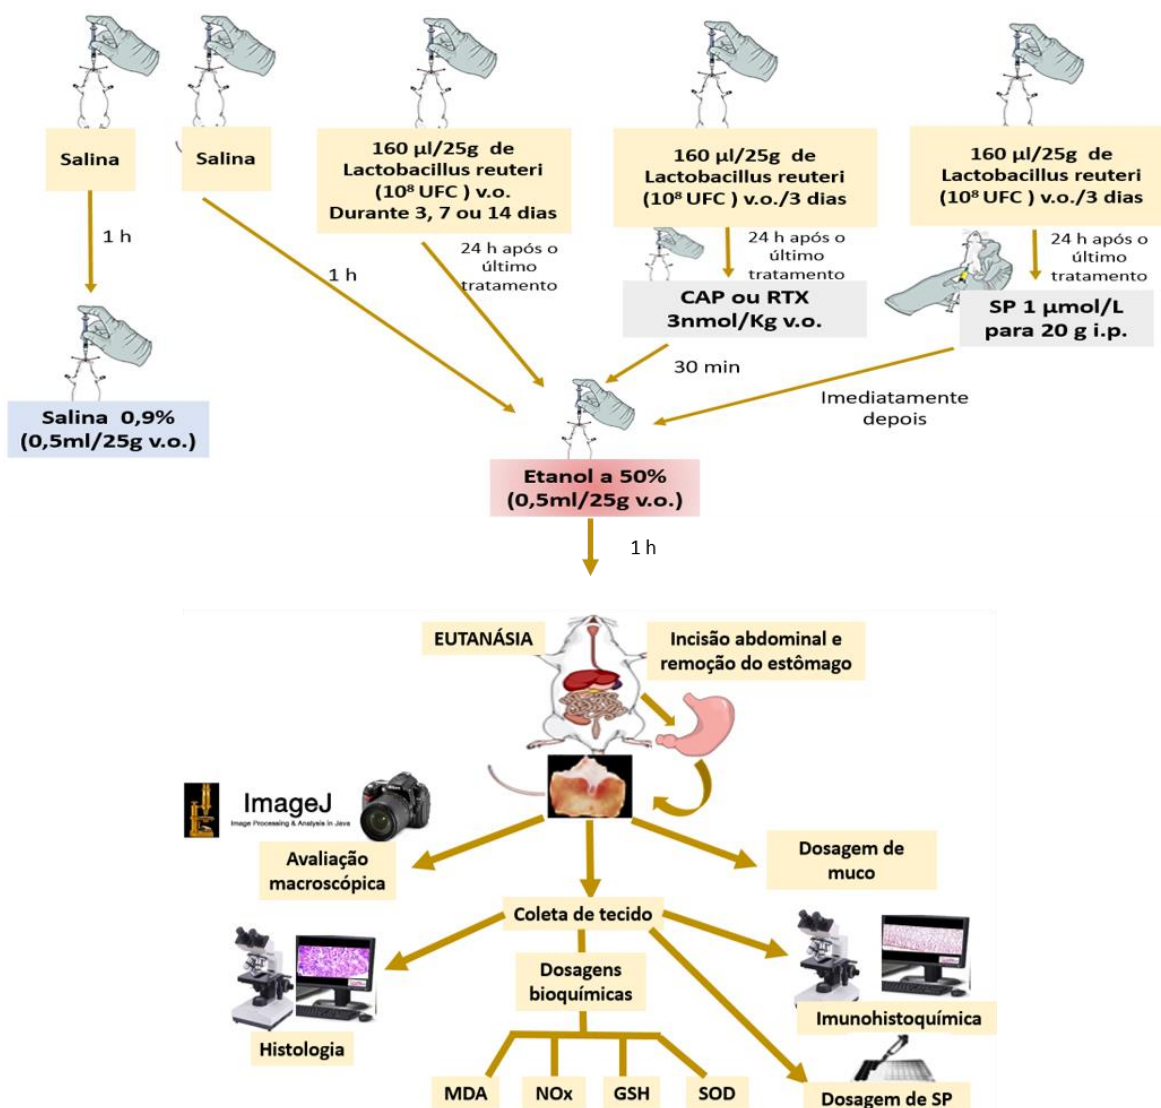 Salina
Salina
160 µl/25g de
Lactobacillus reuteri
(10⁸ UFC ) v.o.
Durante 3, 7 ou 14 dias
160 µl/25g de
Lactobacillus reuteri
(10⁸ UFC ) v.o./3 dias
160 µl/25g de
Lactobacillus reuteri
(10⁸ UFC ) v.o./3 dias
1 h
1 h
24 h após o
último
tratamento
24 h após o
último
tratamento
24 h após o
último
tratamento
CAP ou RTX
3nmol/Kg v.o.
SP 1 µmol/L
para 20 g i.p.
30 min
Imediatamente
depois
Salina 0,9%
(0,5ml/25g v.o.)
Etanol a 50%
(0,5ml/25g v.o.)
1 h
EUTANÁSIA
Incisão abdominal e
remoção do estômago
ImageJ
Image Processing & Analysis in Java
Avaliação
macroscópica
Dosagem de
muco
Coleta de tecido
Dosagens
bioquímicas
Histologia
Imunohistoquímica
MDA
NOx
GSH
SOD
Dosagem de SP